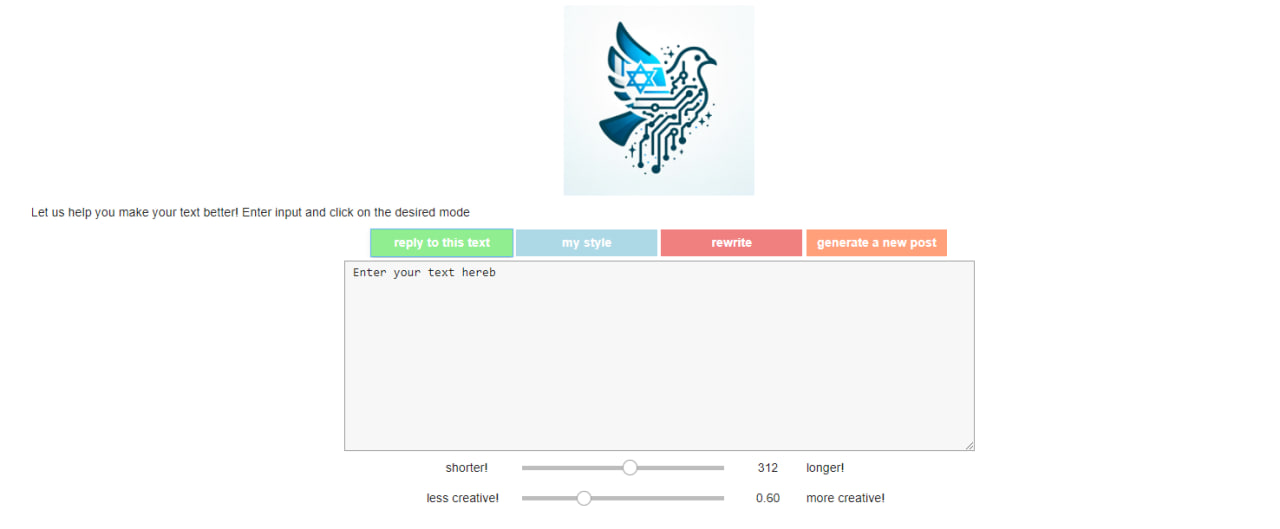 Let us help you make your text better! Enter input and click on the desired mode
reply to this text my style rewrite generate a new post
Enter your text hereb
shorter! 312 longer!
less creative! 0.60 more creative!